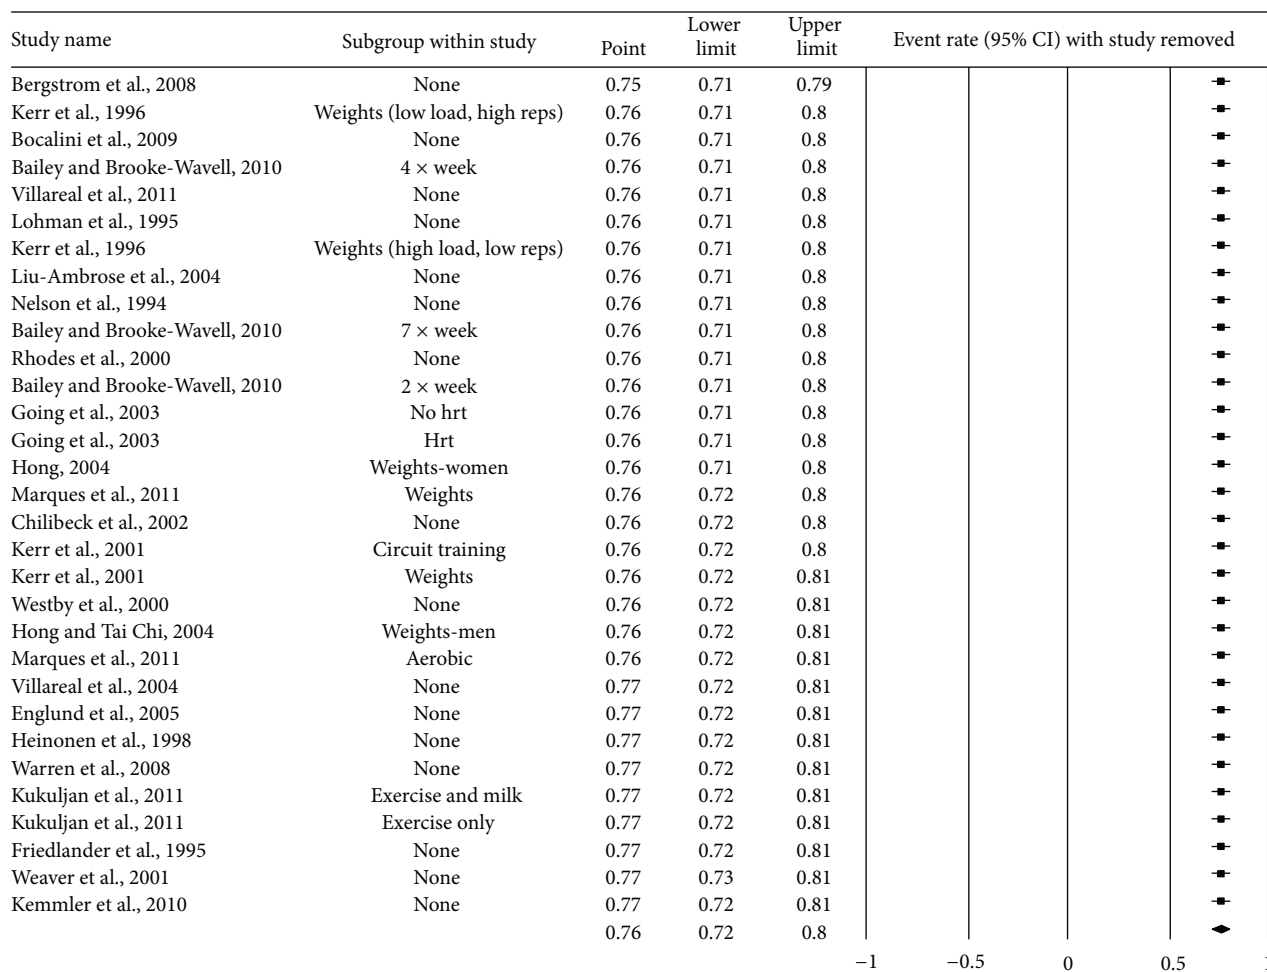 Study name Subgroup within study Point Lower limit Upper limit Event rate (95% CI) with study removed
Bergstrom et al., 2008 None 0.75 0.71 0.79
Kerr et al., 1996 Weights (low load, high reps) 0.76 0.71 0.8
Bocalini et al., 2009 None 0.76 0.71 0.8
Bailey and Brooke-Wavell, 2010 4 × week 0.76 0.71 0.8
Villareal et al., 2011 None 0.76 0.71 0.8
Lohman et al., 1995 None 0.76 0.71 0.8
Kerr et al., 1996 Weights (high load, low reps) 0.76 0.71 0.8
Liu-Ambrose et al., 2004 None 0.76 0.71 0.8
Nelson et al., 1994 None 0.76 0.71 0.8
Bailey and Brooke-Wavell, 2010 7 × week 0.76 0.71 0.8
Rhodes et al., 2000 None 0.76 0.71 0.8
Bailey and Brooke-Wavell, 2010 2 × week 0.76 0.71 0.8
Going et al., 2003 No hrt 0.76 0.71 0.8
Going et al., 2003 Hrt 0.76 0.71 0.8
Hong, 2004 Weights-women 0.76 0.71 0.8
Marques et al., 2011 Weights 0.76 0.72 0.8
Chilibeck et al., 2002 None 0.76 0.72 0.8
Kerr et al., 2001 Circuit training 0.76 0.72 0.8
Kerr et al., 2001 Weights 0.76 0.72 0.81
Westby et al., 2000 None 0.76 0.72 0.81
Hong and Tai Chi, 2004 Weights-men 0.76 0.72 0.81
Marques et al., 2011 Aerobic 0.76 0.72 0.81
Villareal et al., 2004 None 0.77 0.72 0.81
Englund et al., 2005 None 0.77 0.72 0.81
Heinonen et al., 1998 None 0.77 0.72 0.81
Warren et al., 2008 None 0.77 0.72 0.81
Kukuljan et al., 2011 Exercise and milk 0.77 0.72 0.81
Kukuljan et al., 2011 Exercise only 0.77 0.72 0.81
Friedlander et al., 1995 None 0.77 0.72 0.81
Weaver et al., 2001 None 0.77 0.73 0.81
Kemmler et al., 2010 None 0.77 0.72 0.81
0.76 0.72 0.8
−1 −0.5 0 0.5